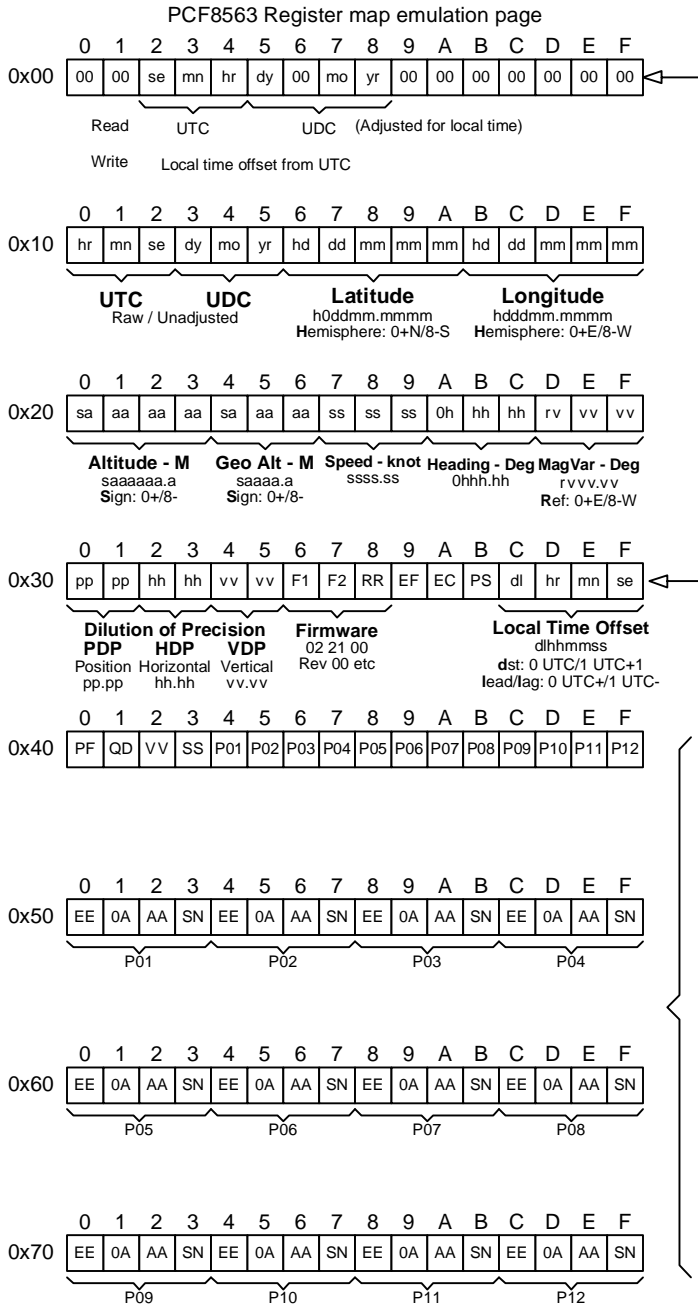 PCF8563 Register map emulation page
0 1 2 3 4 5 6 7 8 9 A B C D E F
0x00 00 00 se mn hr dy 00 mo yr 00 00 00 00 00 00 00
Read UTC UDC (Adjusted for local time)
Write Local time offset from UTC
0 1 2 3 4 5 6 7 8 9 A B C D E F
0x10 hr mn se dy mo yr hd dd mm mm mm hd dd mm mm mm
UTC UDC Latitude Longitude
Raw / Unadjusted h0ddmm.mmmm hdddmm.mmmm
Hemisphere: 0+N/8-S Hemisphere: 0+E/8-W
0 1 2 3 4 5 6 7 8 9 A B C D E F
0x20 sa aa aa aa sa aa aa ss ss ss 0h hh hh rv vv vv
Altitude - M Geo Alt - M Speed - knot Heading - Deg MagVar - Deg
saaaaaa.a saaaa.a ssss.ss 0hhh.hh rvvv.vv
Sign: 0+/8- Sign: 0+/8- Ref: 0+E/8-W
0 1 2 3 4 5 6 7 8 9 A B C D E F
0x30 pp pp hh hh vv vv F1 F2 RR EF EC PS dl hr mn se
Dilution of Precision Firmware Local Time Offset
PDP HDP VDP 02 21 00 dlhhmmss
Position Horizontal Vertical Rev 00 etc dst: 0 UTC/1 UTC+1
pp.pp hh.hh vv.vv lead/lag: 0 UTC+/1 UTC-
0 1 2 3 4 5 6 7 8 9 A B C D E F
0x40 PF QD VV SS P01 P02 P03 P04 P05 P06 P07 P08 P09 P10 P11 P12
0 1 2 3 4 5 6 7 8 9 A B C D E F
0x50 EE 0A AA SN EE 0A AA SN EE 0A AA SN EE 0A AA SN
P01 P02 P03 P04
0 1 2 3 4 5 6 7 8 9 A B C D E F
0x60 EE 0A AA SN EE 0A AA SN EE 0A AA SN EE 0A AA SN
P05 P06 P07 P08
0 1 2 3 4 5 6 7 8 9 A B C D E F
0x70 EE 0A AA SN EE 0A AA SN EE 0A AA SN EE 0A AA SN
P09 P10 P11 P12